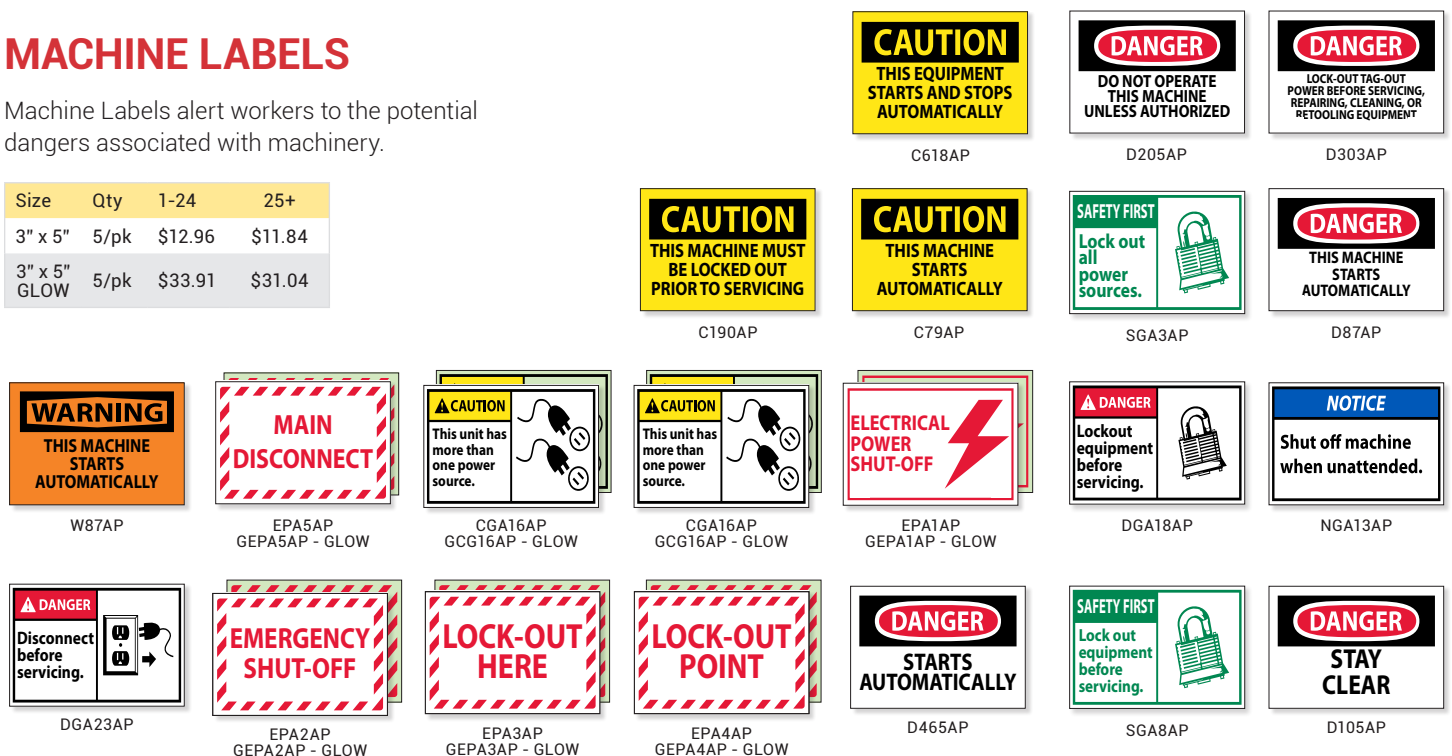 MACHINE LABELS
Machine Labels alert workers to the potential
dangers associated with machinery.
Size Qty 1-24 25+
3" x 5" 5/pk $12.96 $11.84
3" x 5"
GLOW 5/pk $33.91 $31.04
CAUTION
THIS EQUIPMENT
STARTS AND STOPS
AUTOMATICALLY
C618AP
DANGER
DO NOT OPERATE
THIS MACHINE
UNLESS AUTHORIZED
D205AP
DANGER
LOCK-OUT TAG-OUT
POWER BEFORE SERVICING,
REPAIRING, CLEANING, OR
RETOOLING EQUIPMENT
D303AP
CAUTION
THIS MACHINE MUST
BE LOCKED OUT
PRIOR TO SERVICING
C190AP
CAUTION
THIS MACHINE
STARTS
AUTOMATICALLY
C79AP
SAFETY FIRST
Lock out
all
power
sources.
SGA3AP
DANGER
THIS MACHINE
STARTS
AUTOMATICALLY
D87AP
WARNING
THIS MACHINE
STARTS
AUTOMATICALLY
W87AP
MAIN
DISCONNECT
EPA5AP
GEPA5AP - GLOW
CAUTION
This unit has
more than
one power
source.
CGA16AP
GCG16AP - GLOW
CAUTION
This unit has
more than
one power
source.
CGA16AP
GCG16AP - GLOW
ELECTRICAL
POWER
SHUT-OFF
EPA1AP
GEPA1AP - GLOW
DANGER
Lockout
equipment
before
servicing.
DGA18AP
NOTICE
Shut off machine
when unattended.
NGA13AP
DANGER
Disconnect
before
servicing.
DGA23AP
EMERGENCY
SHUT-OFF
EPA2AP
GEPA2AP - GLOW
LOCK-OUT
HERE
EPA3AP
GEPA3AP - GLOW
LOCK-OUT
POINT
EPA4AP
GEPA4AP - GLOW
DANGER
STARTS
AUTOMATICALLY
D465AP
SAFETY FIRST
Lock out
equipment
before
servicing.
SGA8AP
DANGER
STAY
CLEAR
D105AP